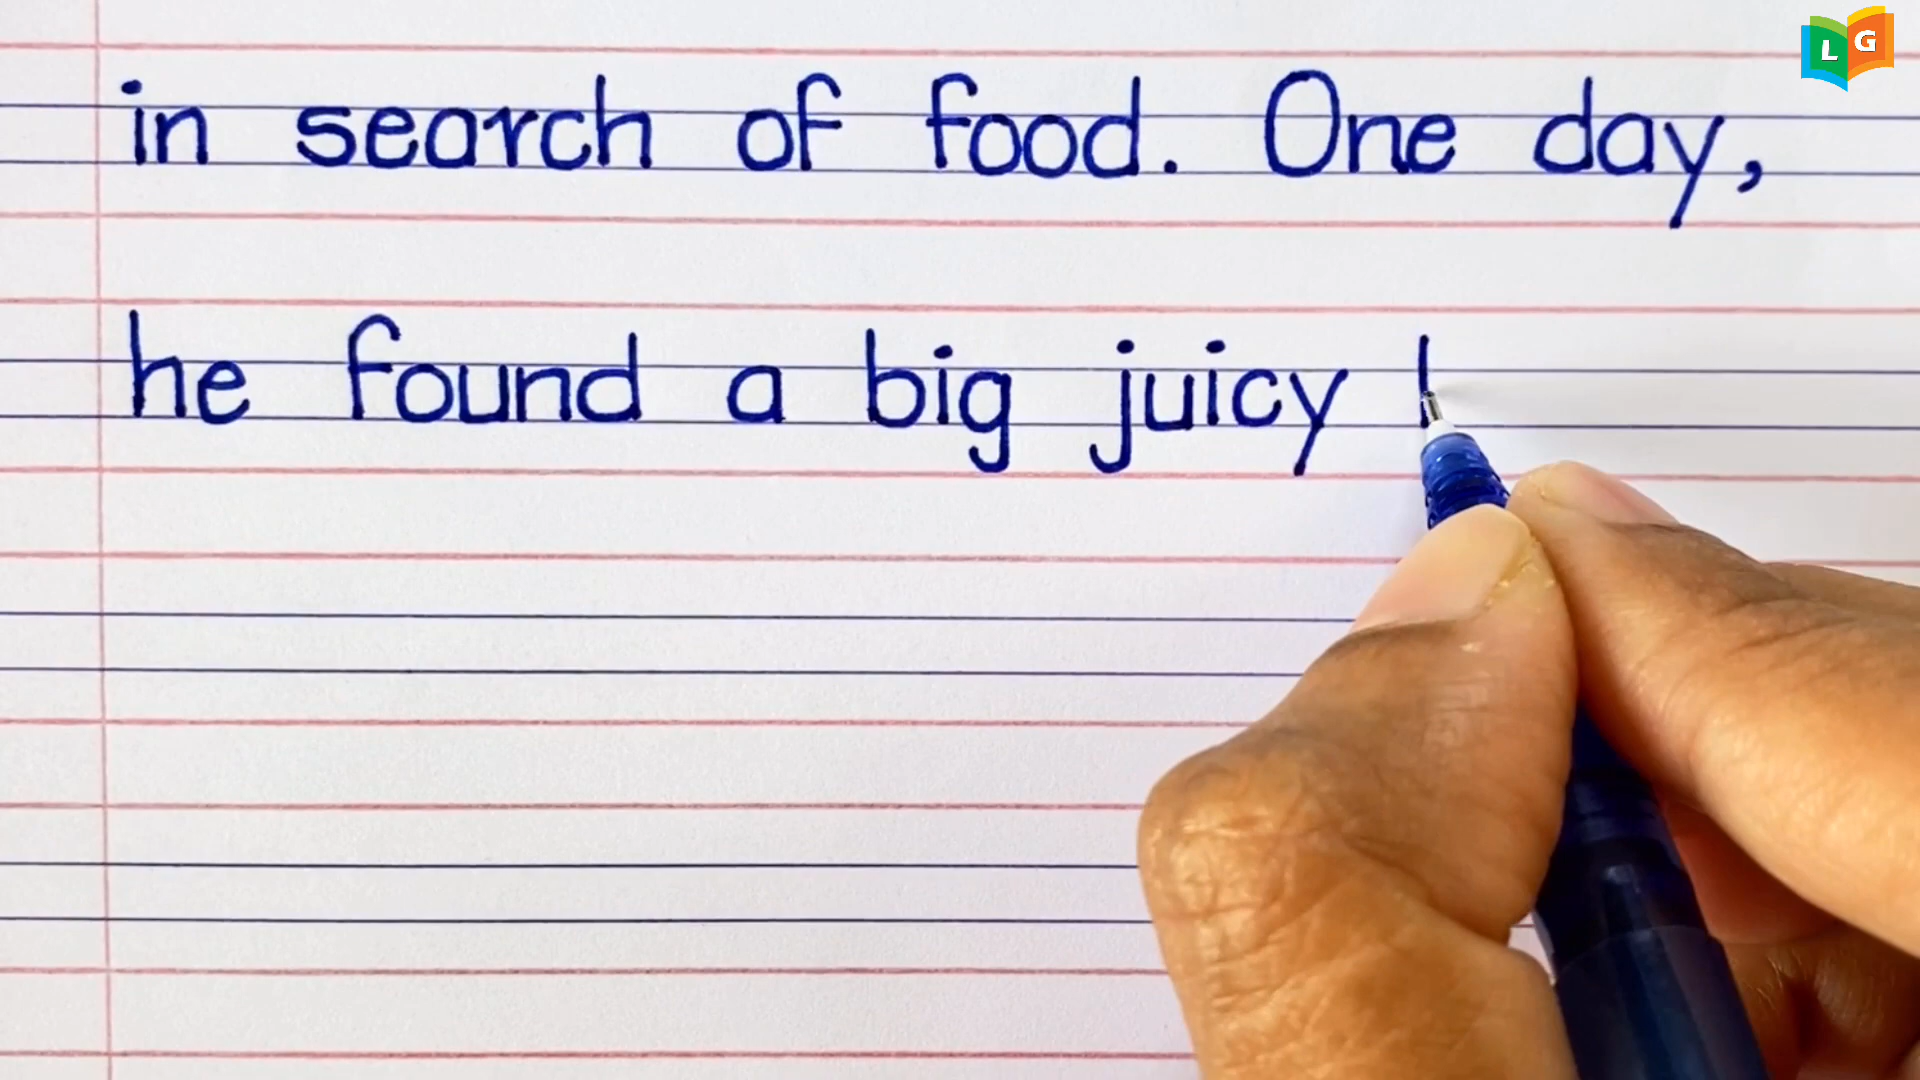 L G
in search of food. One day,
he found a big juicy